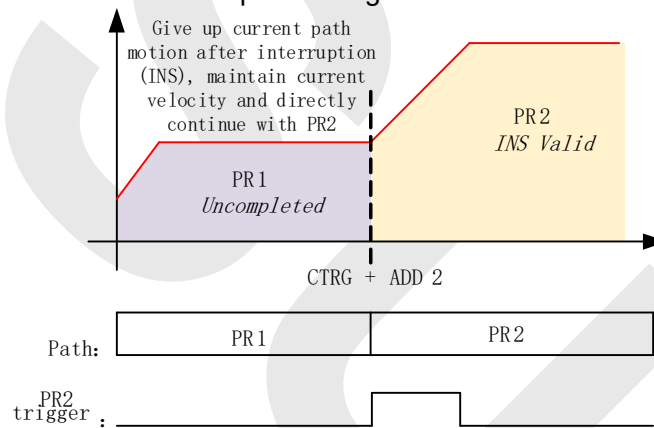 Give up current path
motion after interruption
(INS), maintain current
velocity and directly
continue with PR2
PR1
Uncompleted
PR2
INS Valid
CTRG + ADD 2
Path:
PR1
PR2
PR2
trigger :